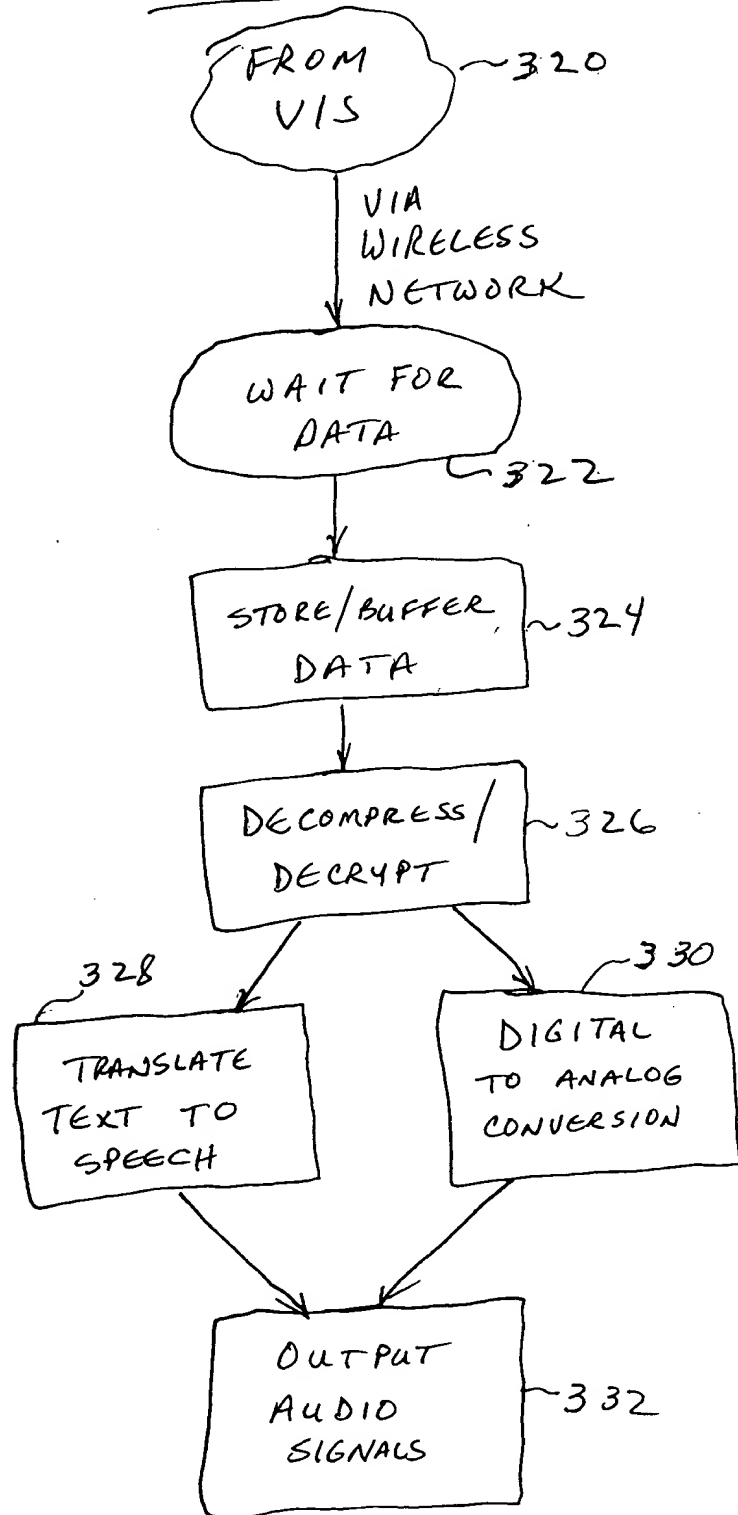 FROM
VIS
320
VIA
WIRELESS
NETWORK
WAIT FOR
DATA
322
STORE/BUFFER
DATA
324
DECOMPRESS/
DECRYPT
326
328
330
TRANSLATE
TEXT TO
SPEECH
DIGITAL
TO ANALOG
CONVERSION
OUTPUT
AUDIO
SIGNALS
332